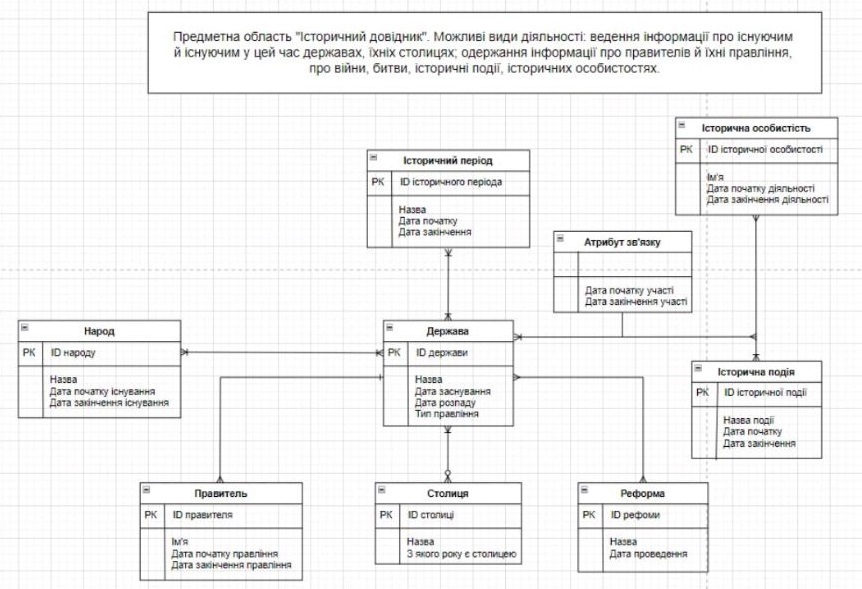 Предметна область "Історичний довідник". Можливі види діяльності: ведення інформації про існуючим
й існуючим у цей час державах, їхніх столицях; одержання інформації про правителів й їхні правління,
про війни, битви, історичні події, історичних особистостях.
Історична особистість
PK ID історичної особистості
Ім'я
Дата початку діяльності
Дата закінчення діяльності
Історичний період
PK ID історичного періода
Назва
Дата початку
Дата закінчення
Атрибут зв'язку
Дата початку участі
Дата закінчення участі
Народ
PK ID народу
Назва
Дата початку існування
Дата закінчення існування
Держава
PK ID держави
Назва
Дата заснування
Дата розпаду
Тип правління
Історична подія
PK ID історичної події
Назва події
Дата початку
Дата закінчення
Правитель
PK ID правителя
Ім'я
Дата початку правління
Дата закінчення правління
Столиця
PK ID столиці
Назва
З якого року є столицею
Реформа
PK ID рефоми
Назва
Дата проведення